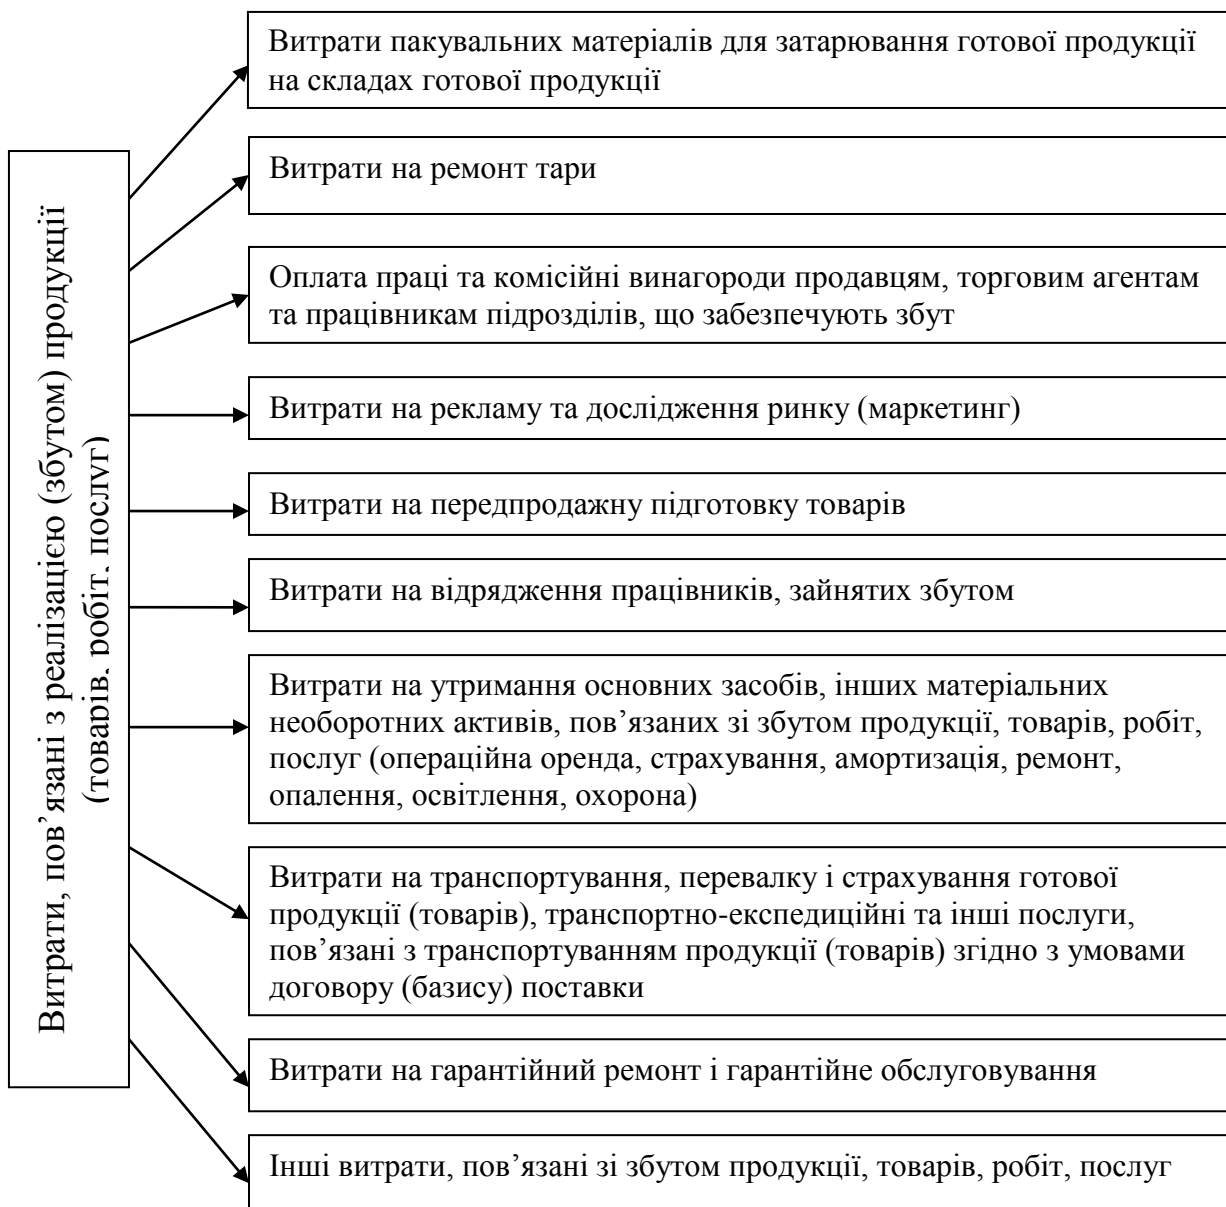 Витрати, пов’язані з реалізацією (збутом) продукції
(товарів, робіт, послуг)
Витрати пакувальних матеріалів для затарювання готової продукції
на складах готової продукції
Витрати на ремонт тари
Оплата праці та комісійні винагороди продавцям, торговим агентам
та працівникам підрозділів, що забезпечують збут
Витрати на рекламу та дослідження ринку (маркетинг)
Витрати на передпродажну підготовку товарів
Витрати на відрядження працівників, зайнятих збутом
Витрати на утримання основних засобів, інших матеріальних
необоротних активів, пов’язаних зі збутом продукції, товарів, робіт,
послуг (операційна оренда, страхування, амортизація, ремонт,
опалення, освітлення, охорона)
Витрати на транспортування, перевалку і страхування готової
продукції (товарів), транспортно-експедиційні та інші послуги,
пов’язані з транспортуванням продукції (товарів) згідно з умовами
договору (базису) поставки
Витрати на гарантійний ремонт і гарантійне обслуговування
Інші витрати, пов’язані зі збутом продукції, товарів, робіт, послуг